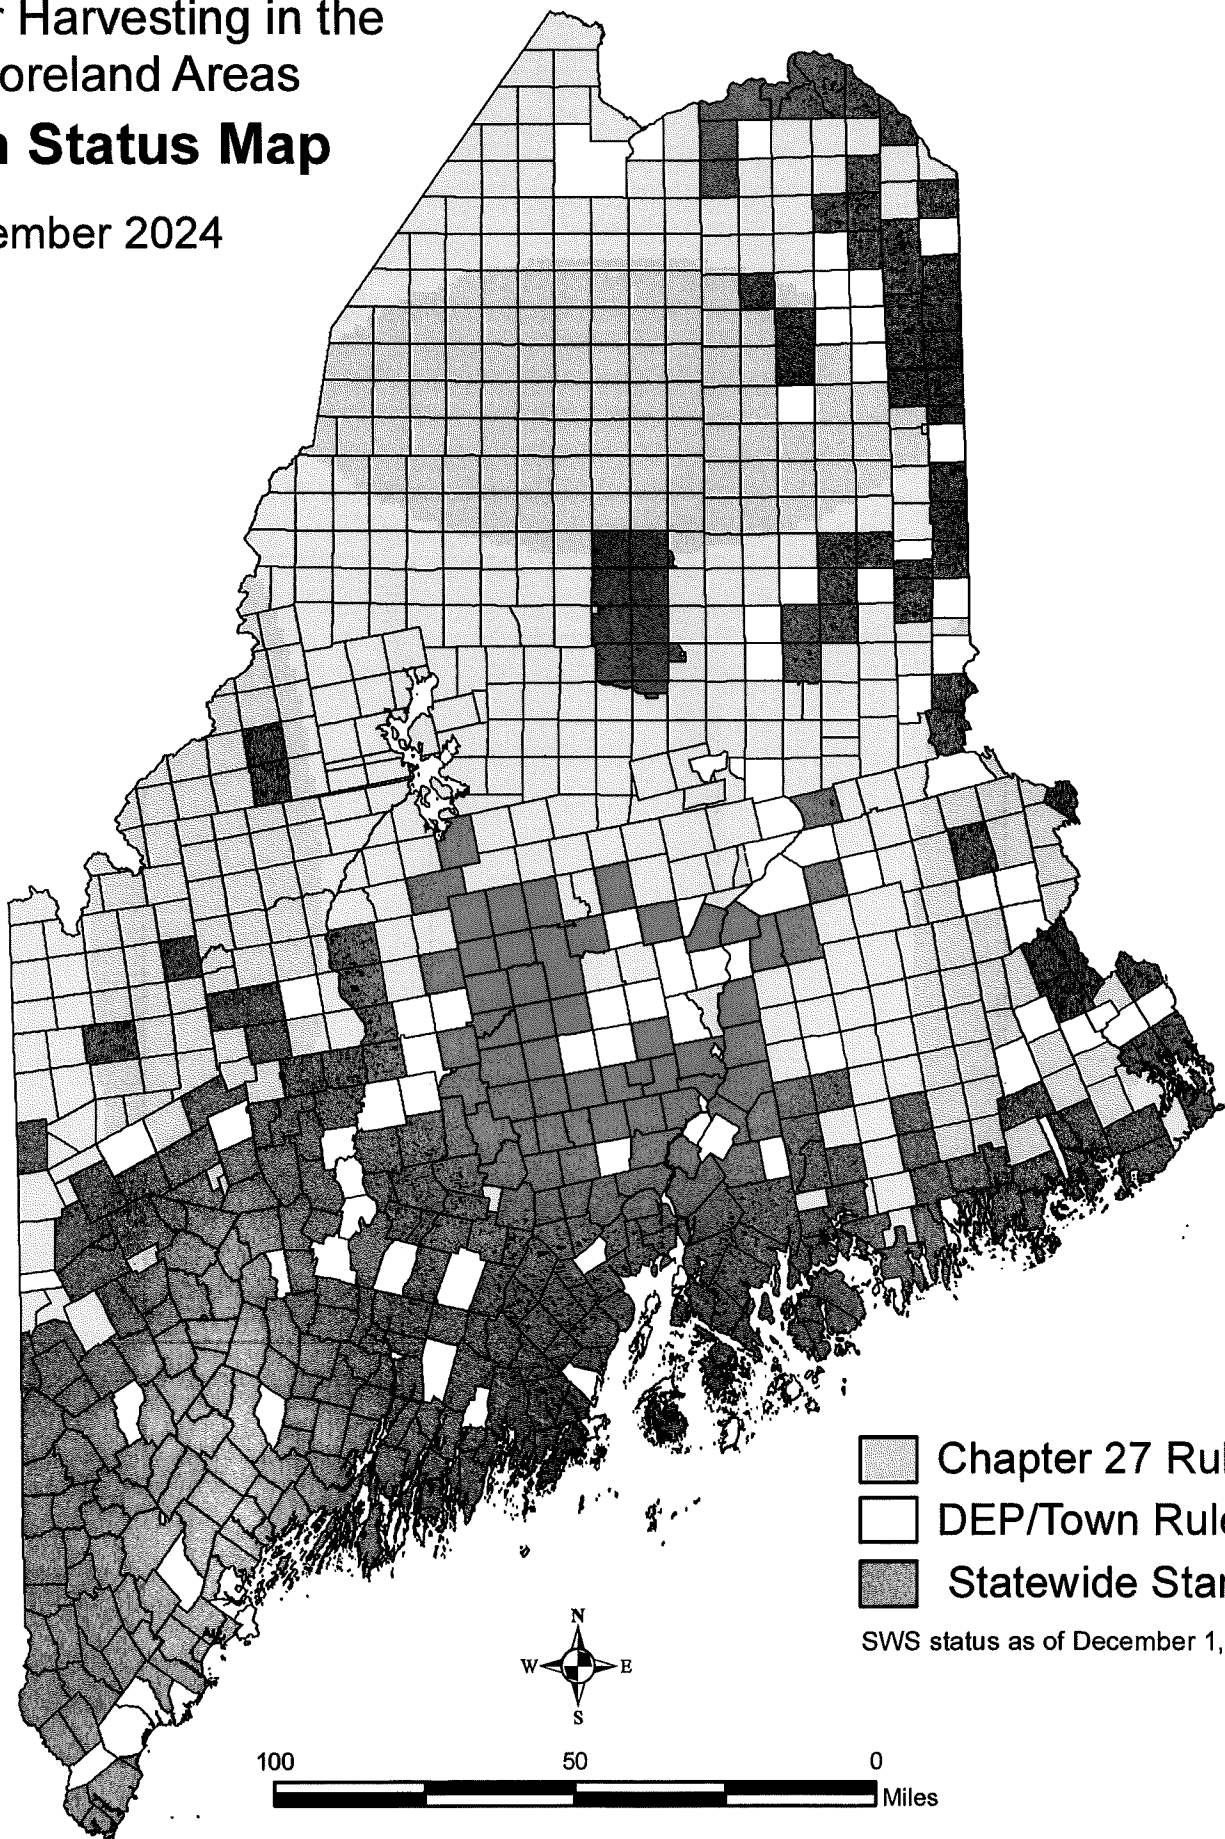 r Harvesting in the
oreland Areas
n Status Map
ember 2024
Chapter 27 Rul
DEP/Town Rule
Statewide Star
SWS status as of December 1,
N
W E
S
100 50 0
Miles